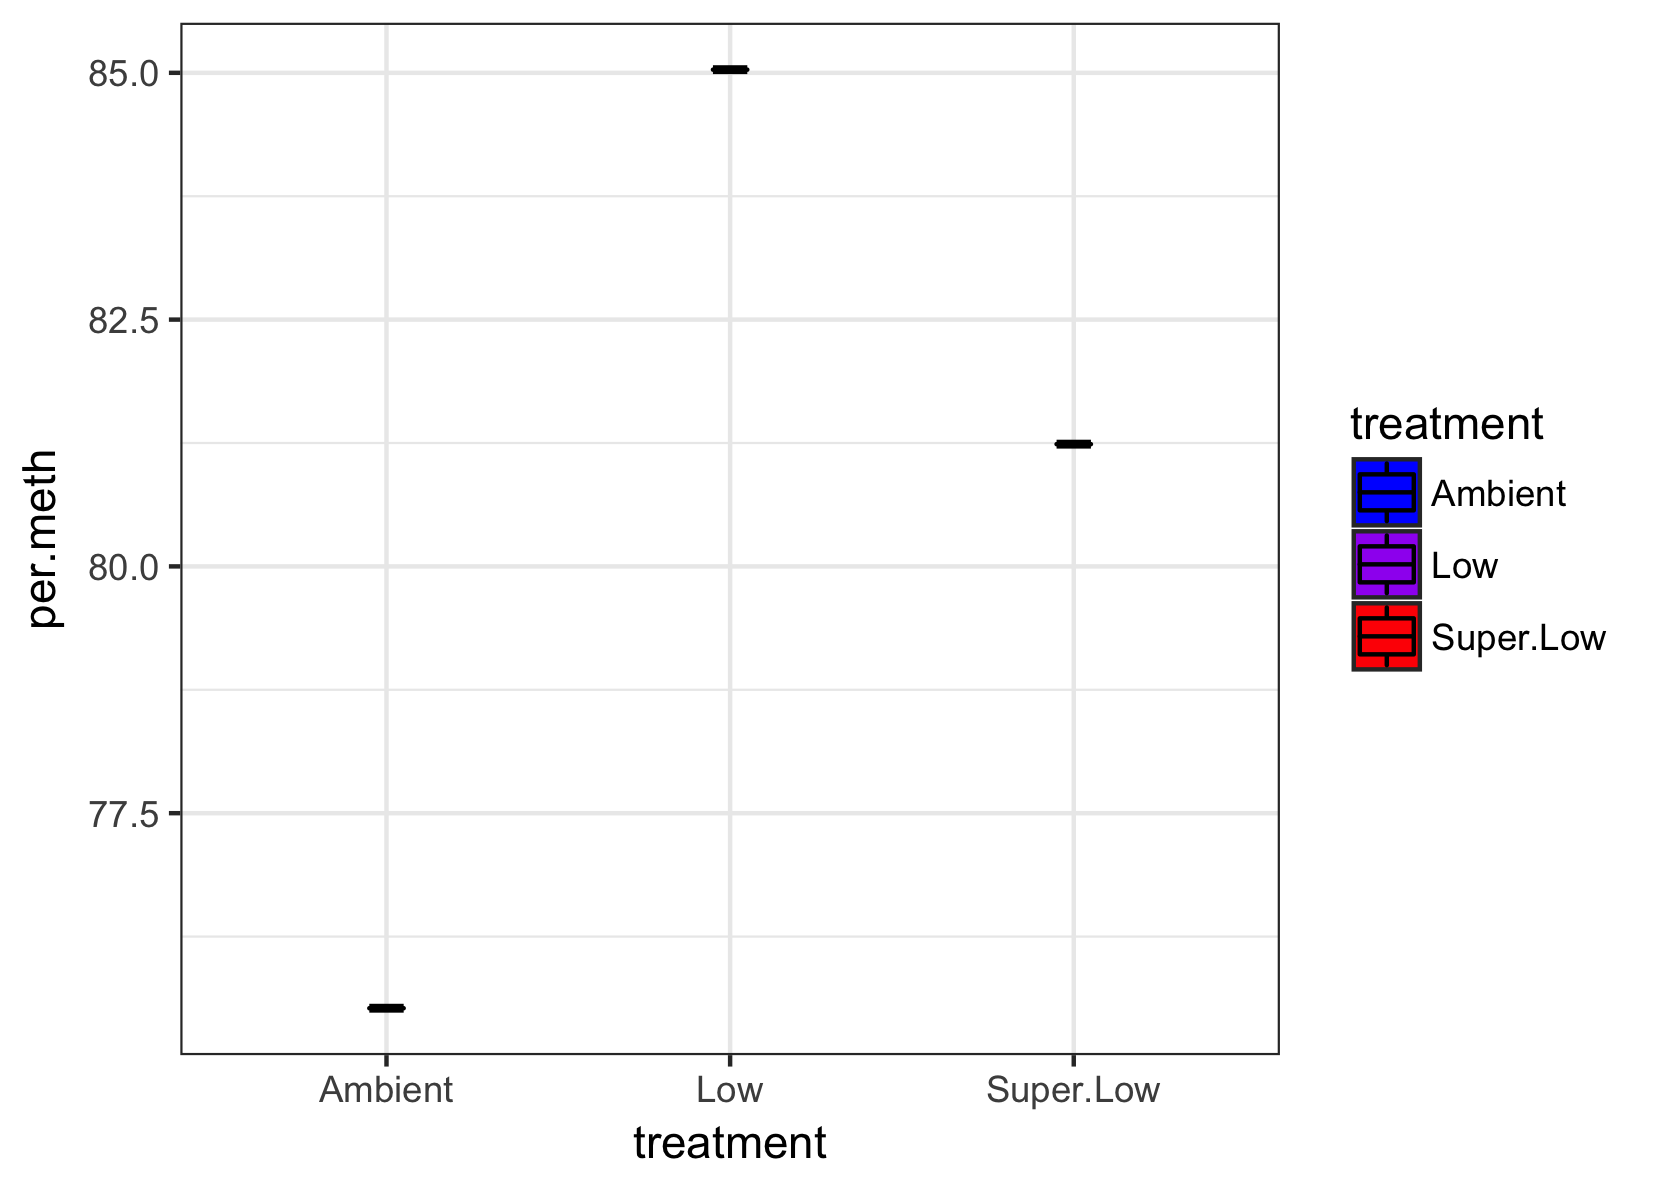 per.meth
85.0
82.5
80.0
77.5
Ambient Low Super.Low
treatment
treatment
Ambient
Low
Super.Low